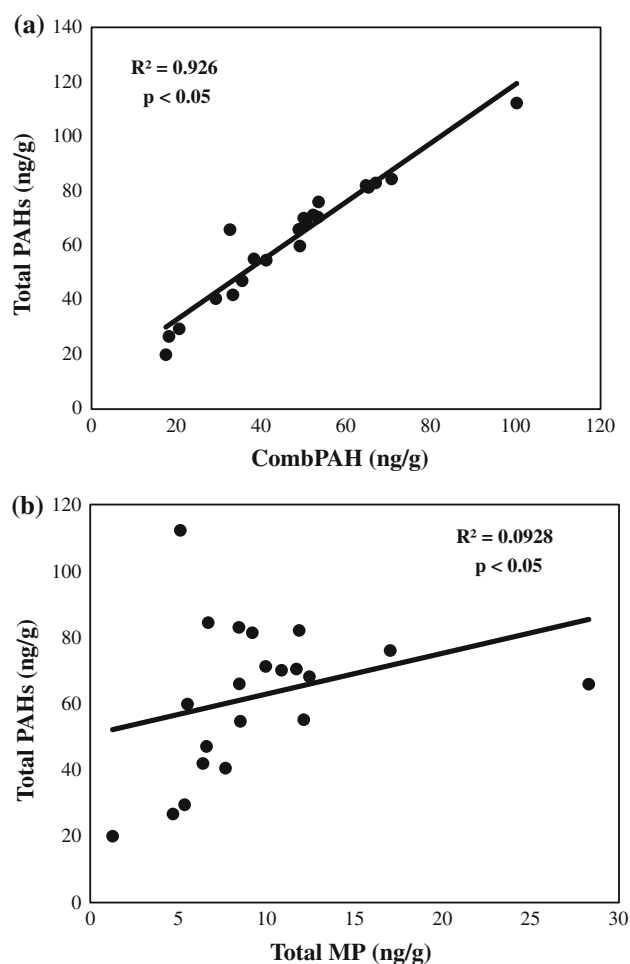 (a)
140
120
100
80
60
40
20
0
Total PAHs (ng/g)
R² = 0.926
p < 0.05
0 20 40 60 80 100 120
CombPAH (ng/g)
(b)
120
100
80
60
40
20
0
Total PAHs (ng/g)
R² = 0.0928
p < 0.05
0 5 10 15 20 25 30
Total MP (ng/g)